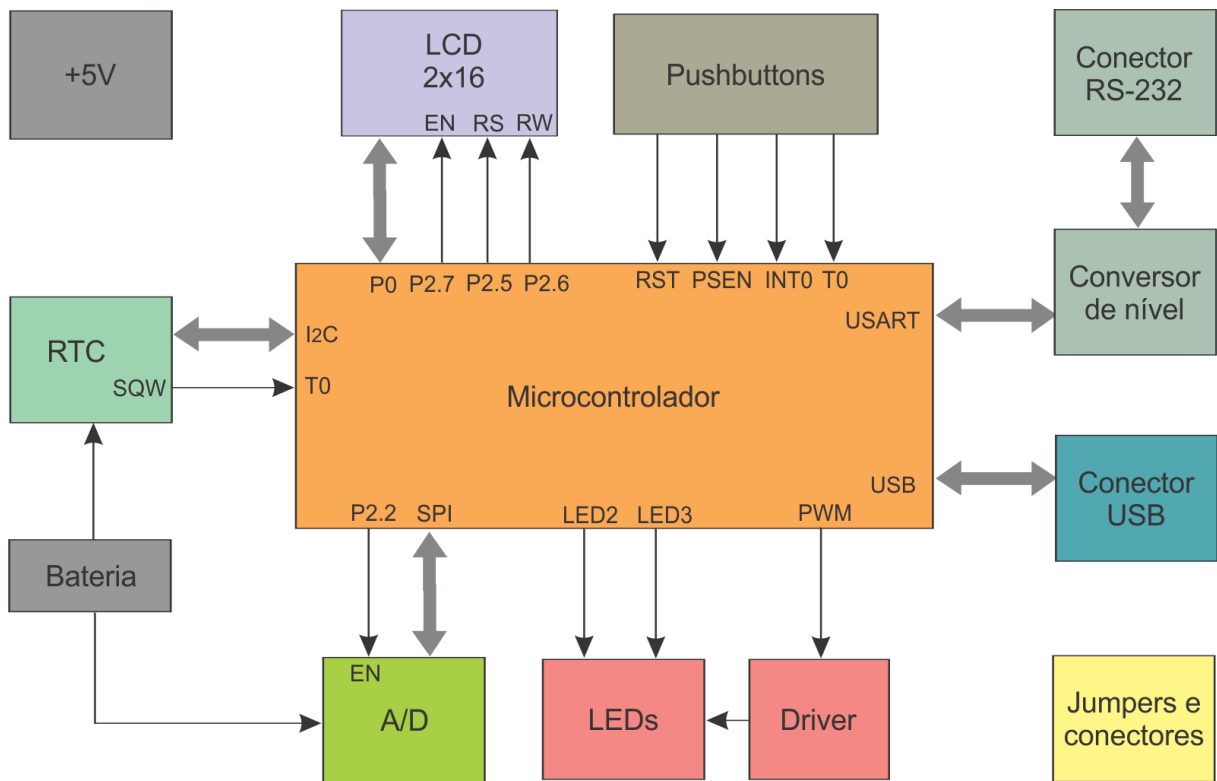 +5V
LCD
2x16
EN RS RW
Pushbuttons
Conector
RS-232
P0 P2.7 P2.5 P2.6
RST PSEN INT0 T0
USART
Conversor
de nível
RTC
SQW
I2C
T0
Microcontrolador
USB
Conector
USB
P2.2 SPI
LED2 LED3
PWM
Bateria
EN
A/D
LEDs
Driver
Jumpers e
conectores